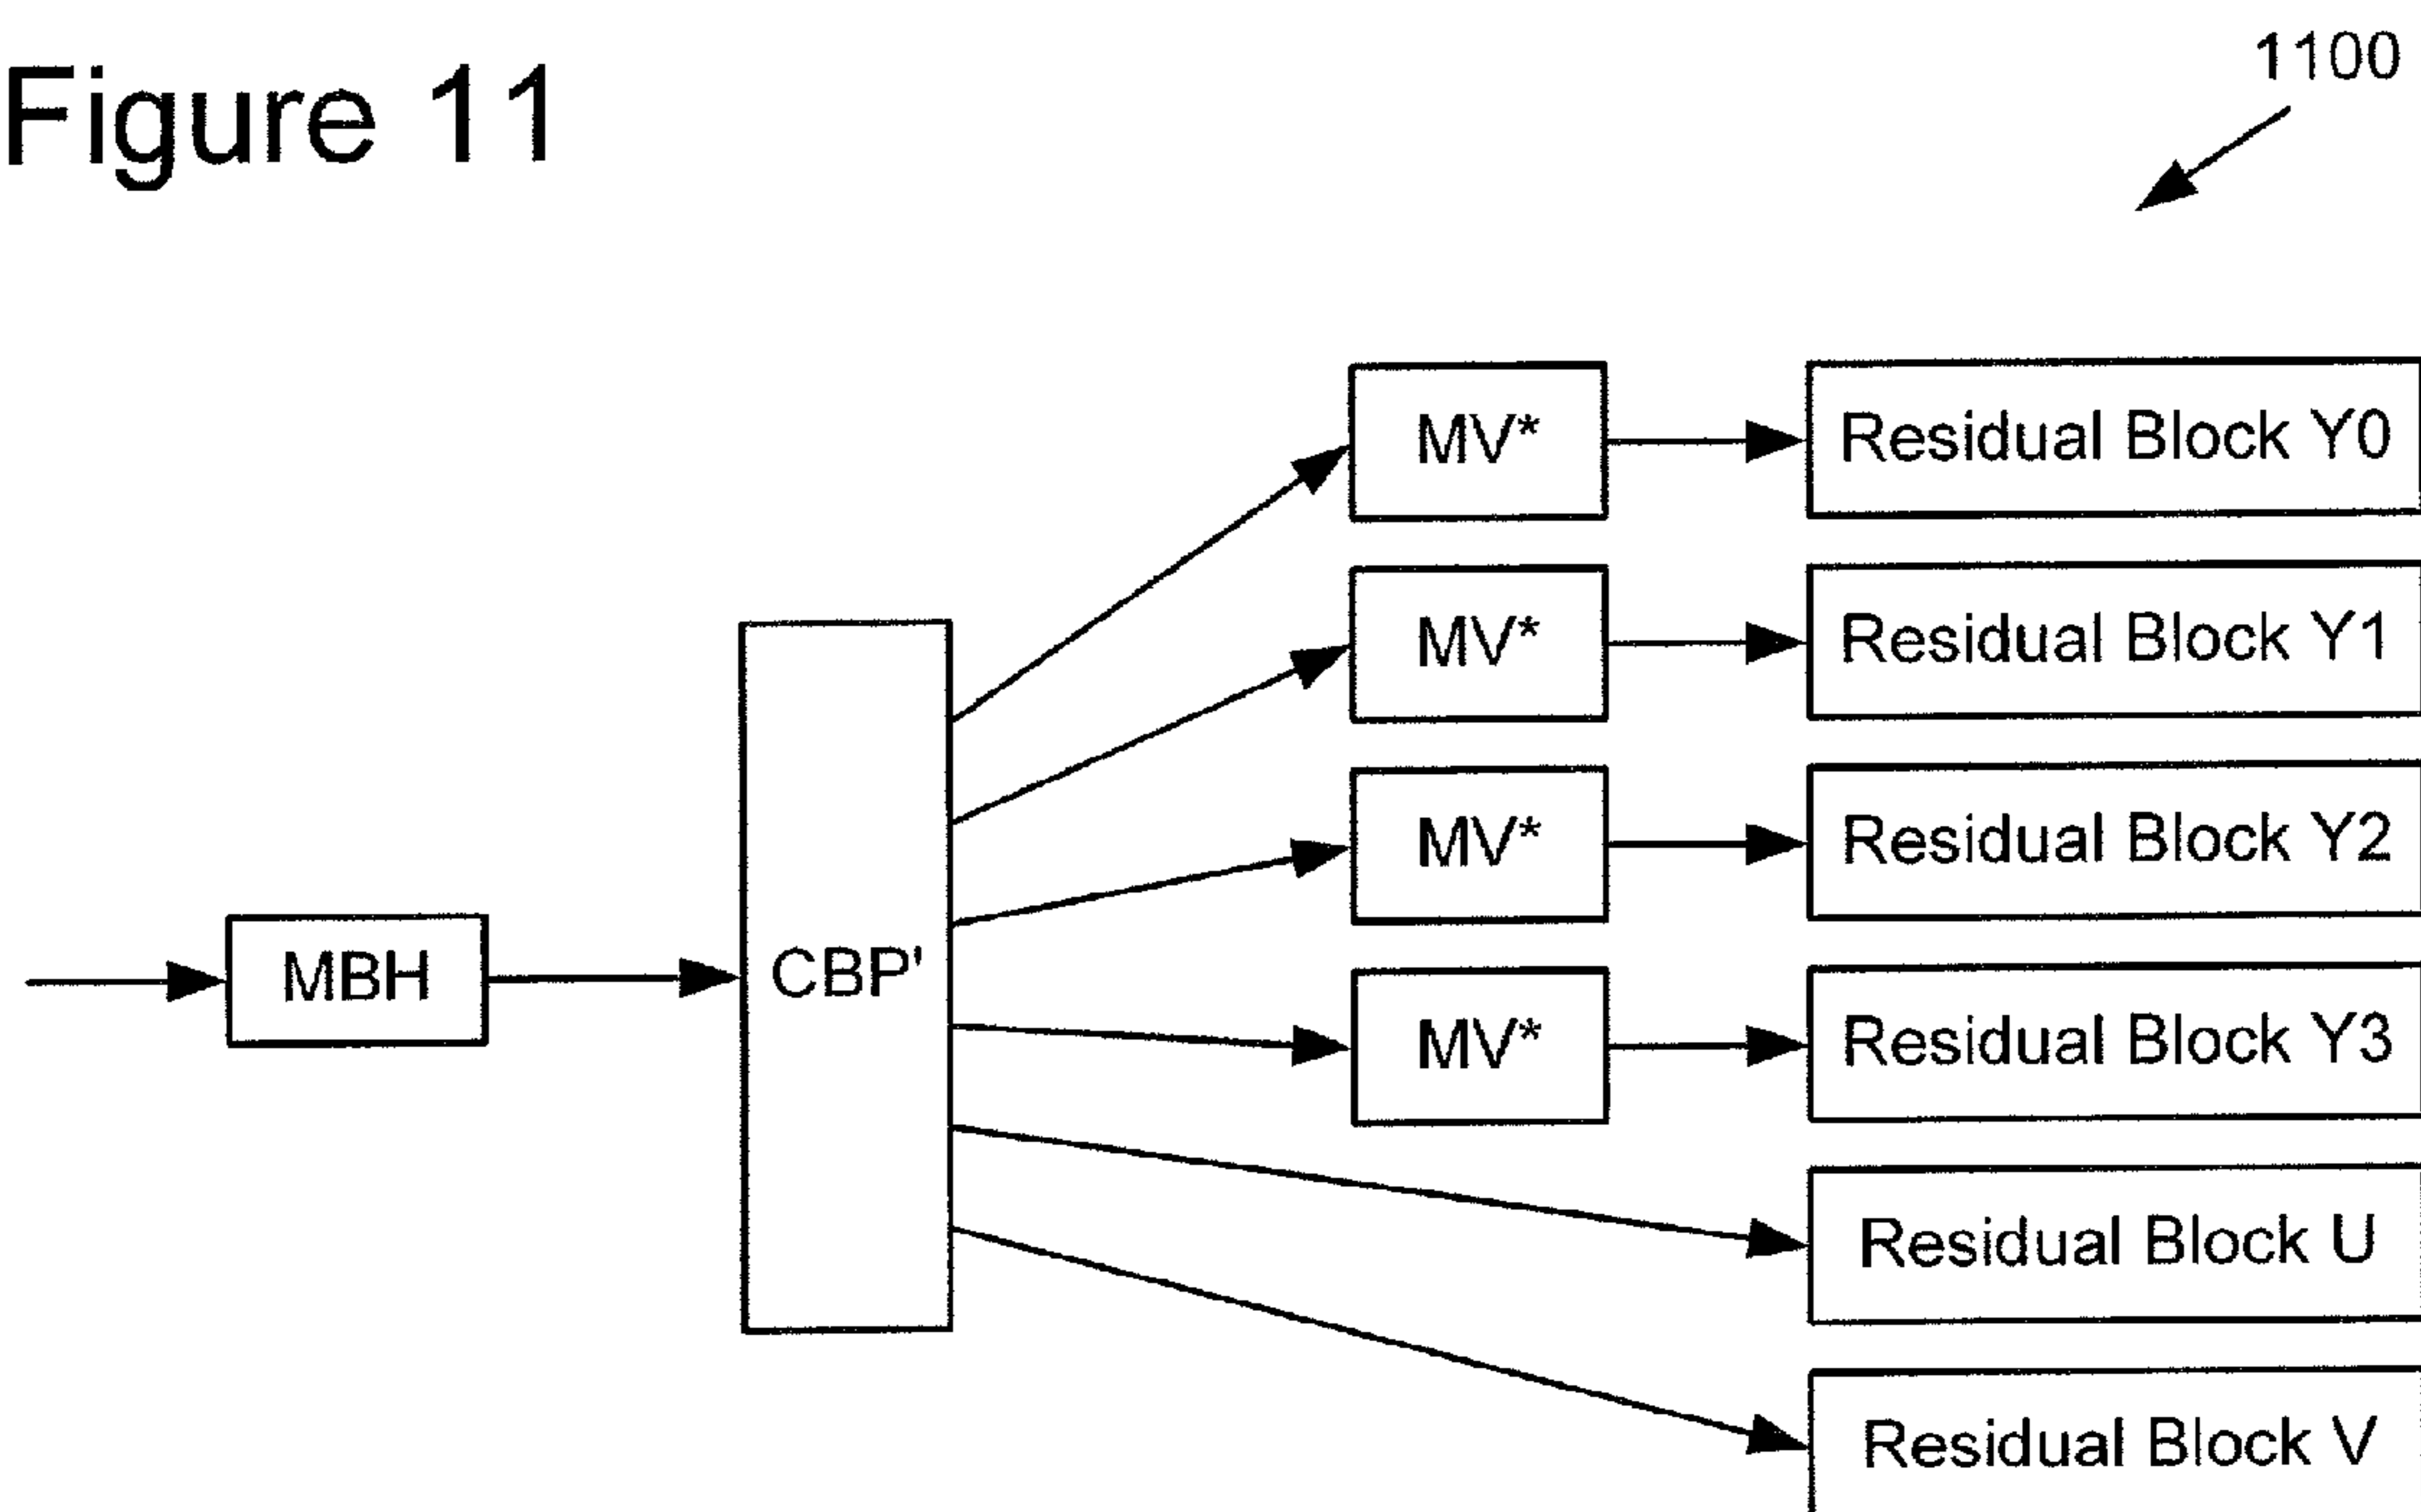 Figure 11
1100
MV*
Residual Block Y0
MV*
Residual Block Y1
MV*
Residual Block Y2
MBH
CBP'
MV*
Residual Block Y3
Residual Block U
Residual Block V